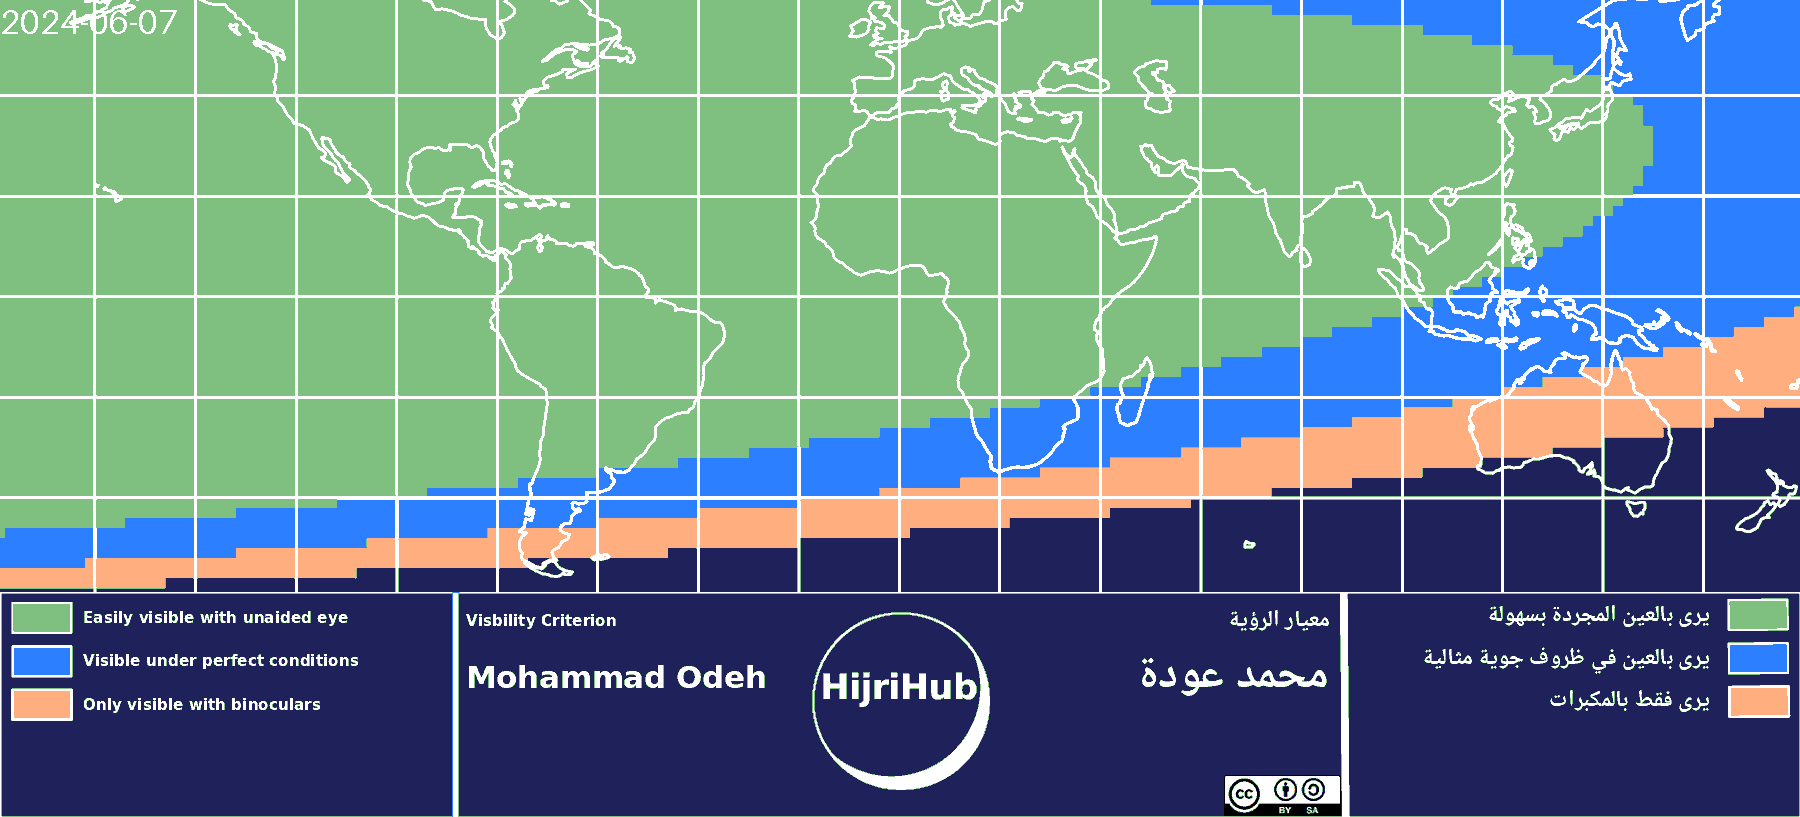 2024-06-07
Easily visible with unaided eye
Visible under perfect conditions
Only visible with binoculars
Visbility Criterion
Mohammad Odeh
HijriHub
معيار الرؤية
محمد عودة
cc BY SA
يرى بالعين المجردة بسهولة
يرى بالعين في ظروف جوية مثالية
يرى فقط بالمكبرات